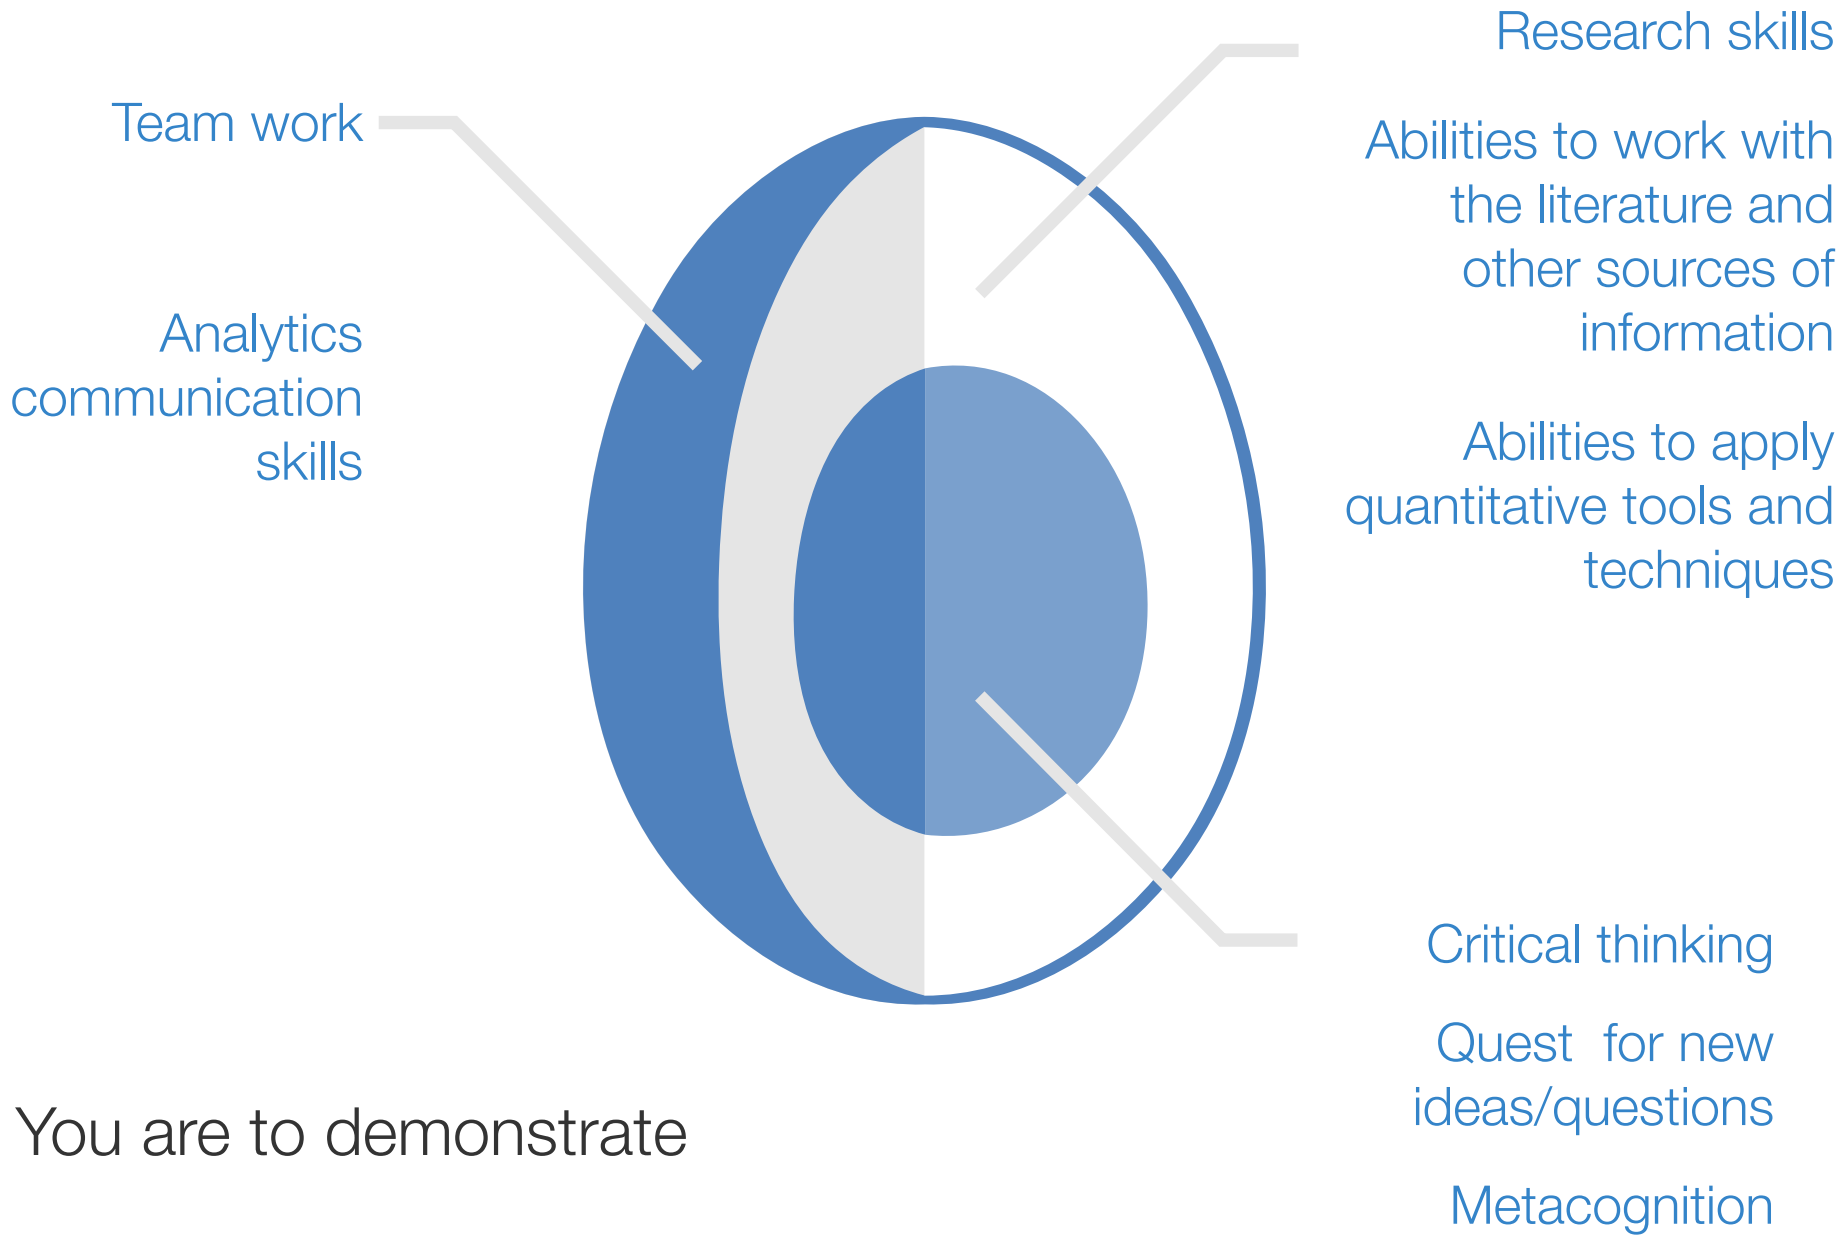 Team work
Analytics
communication
skills
Research skills
Abilities to work with
the literature and
other sources of
information
Abilities to apply
quantitative tools and
techniques
Critical thinking
Quest  for new
ideas/questions
Metacognition
You are to demonstrate